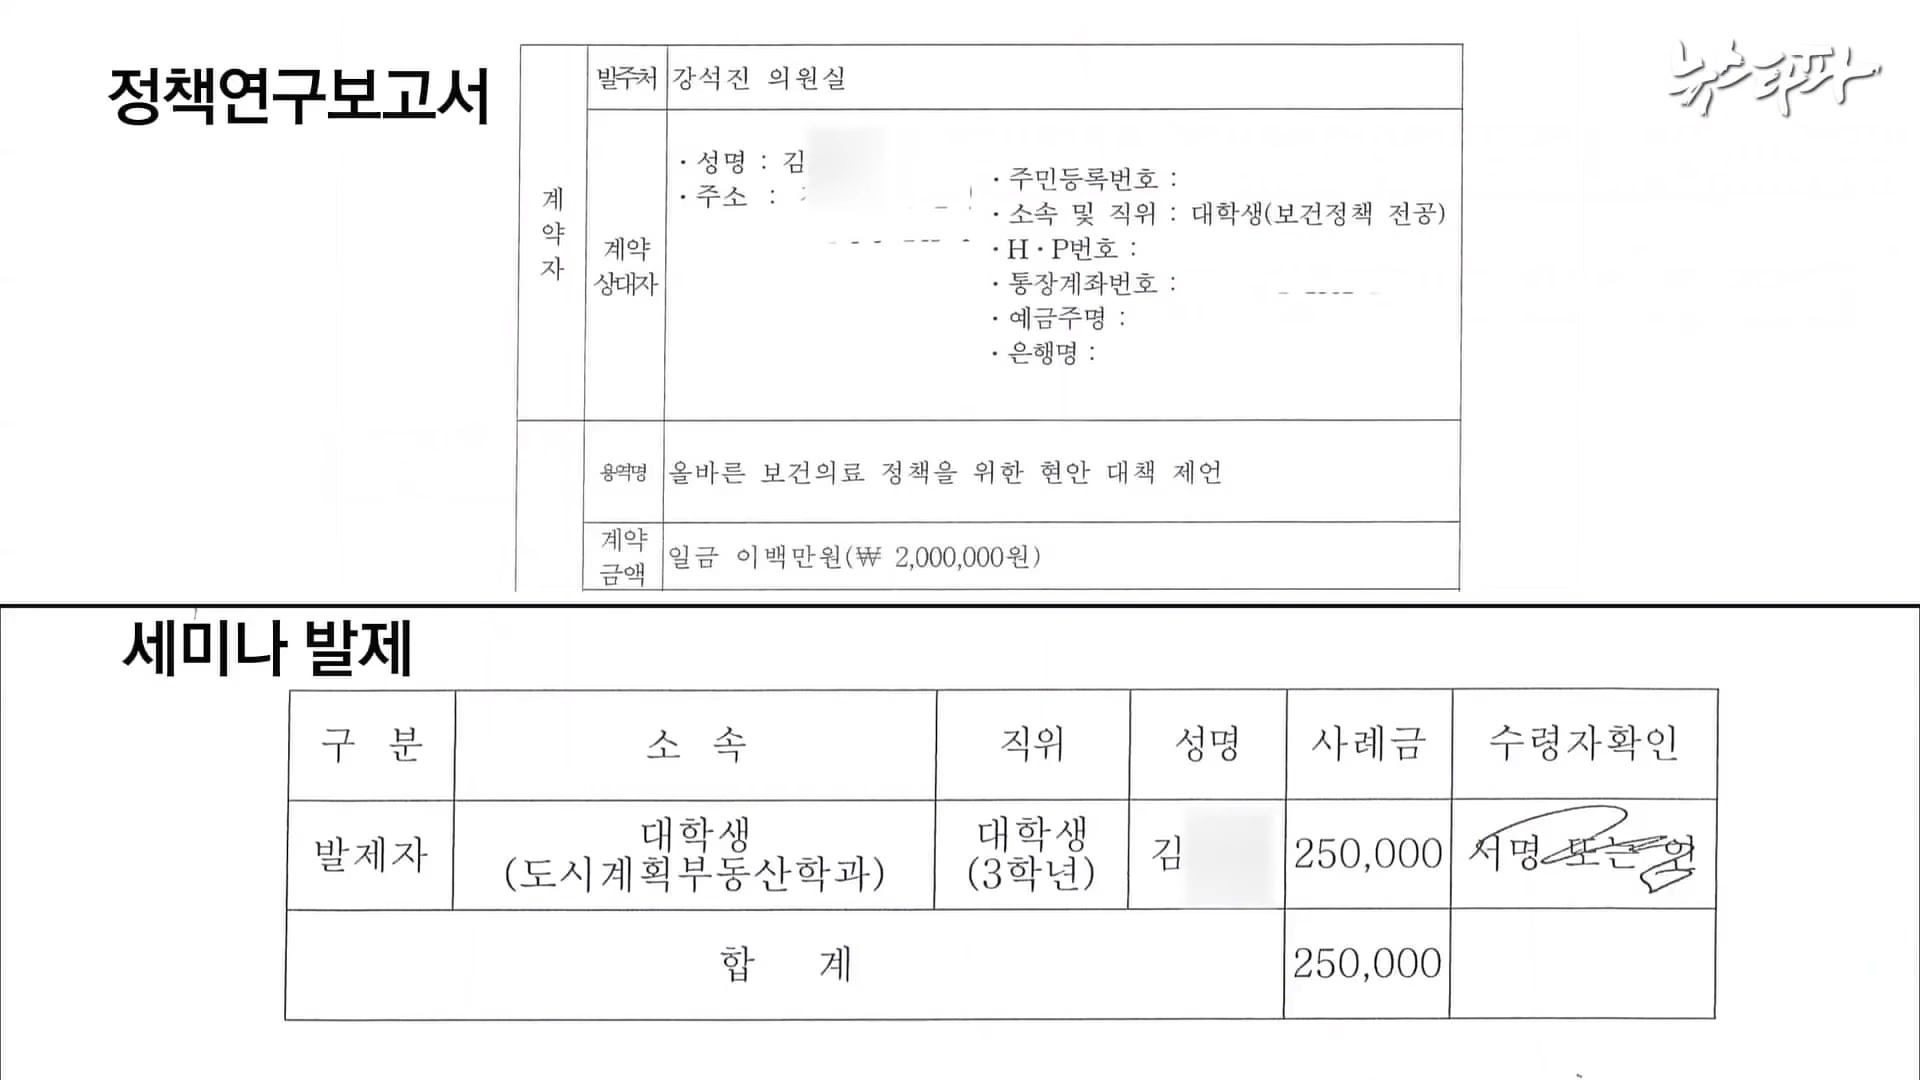 정책연구보고서
뉴스타파
계약자
발주처 강석진 의원실
계약
상대자
· 성명 : 김
· 주소 :
· 주민등록번호 :
· 소속 및 직위 : 대학생(보건정책 전공)
· H · P번호 :
· 통장계좌번호 :
· 예금주명 :
· 은행명 :
용역명 올바른 보건의료 정책을 위한 현안 대책 제언
계약
금액
일금 이백만원(₩ 2,000,000원)
세미나 발제
구 분 소 속 직위 성명 사례금 수령자확인
발제자 대학생
(도시계획부동산학과)
대학생
(3학년)
김 250,000 서명 또는
합 계 250,000